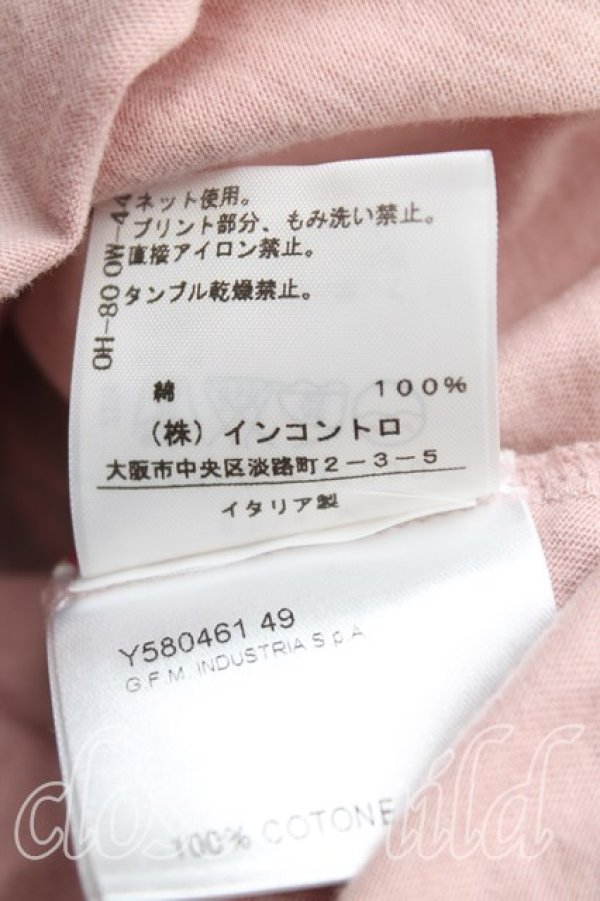 OH-80 OW-44
ネット使用。
プリント部分、もみ洗い禁止。
直接アイロン禁止。
タンブル乾燥禁止。
綿 100%
(株)インコントロ
大阪市中央区淡路町2-3-5
イタリア製
Y580461 49
G.F.M INDUSTRIA S.p.A
100% COTONE